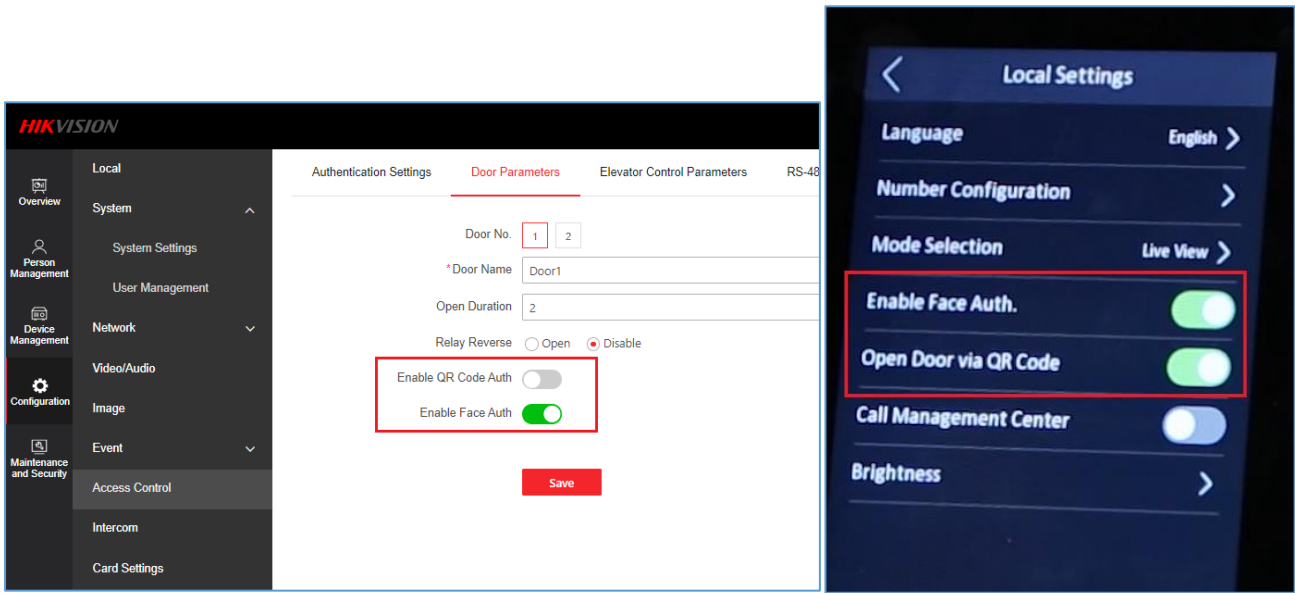 HIKVISION
Overview
Person
Management
Device
Management
Configuration
Maintenance
and Security
Local
System
System Settings
User Management
Network
Video/Audio
Image
Event
Access Control
Intercom
Card Settings
Authentication Settings Door Parameters Elevator Control Parameters RS-48
Door No. 1 2
*Door Name Door1
Open Duration 2
Relay Reverse Open Disable
Enable QR Code Auth
Enable Face Auth
Save
Local Settings
Language English
Number Configuration
Mode Selection Live View
Enable Face Auth.
Open Door via QR Code
Call Management Center
Brightness